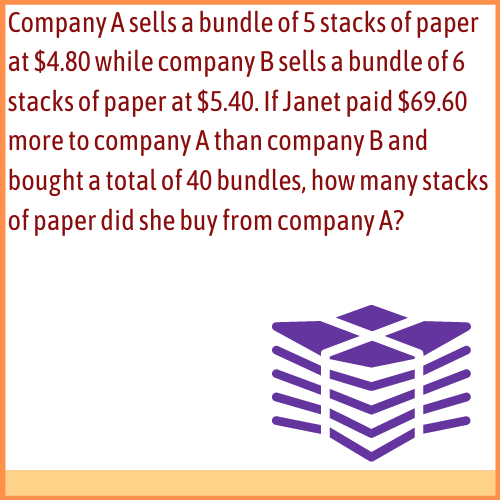 Company A sells a bundle of 5 stacks of paper
at $4.80 while company B sells a bundle of 6
stacks of paper at $5.40. If Janet paid $69.60
more to company A than company B and
bought a total of 40 bundles, how many stacks
of paper did she buy from company A?